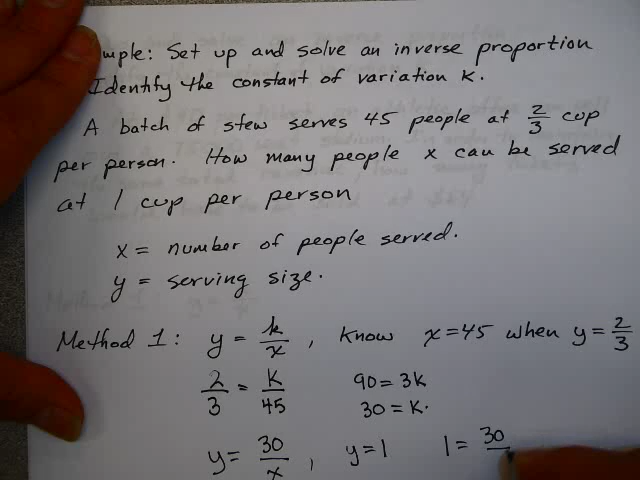 mple: Set up and solve an inverse proportion
Identify the constant of variation K.
A batch of stew serves 45 people at 2/3 cup
per person. How many people x can be served
at 1 cup per person
x = number of people served.
y = serving size.
Method 1: y = k/x, know x=45 when y=2/3
2/3 = K/45 90=3k
30=K.
y= 30/x, y=1 1= 30/